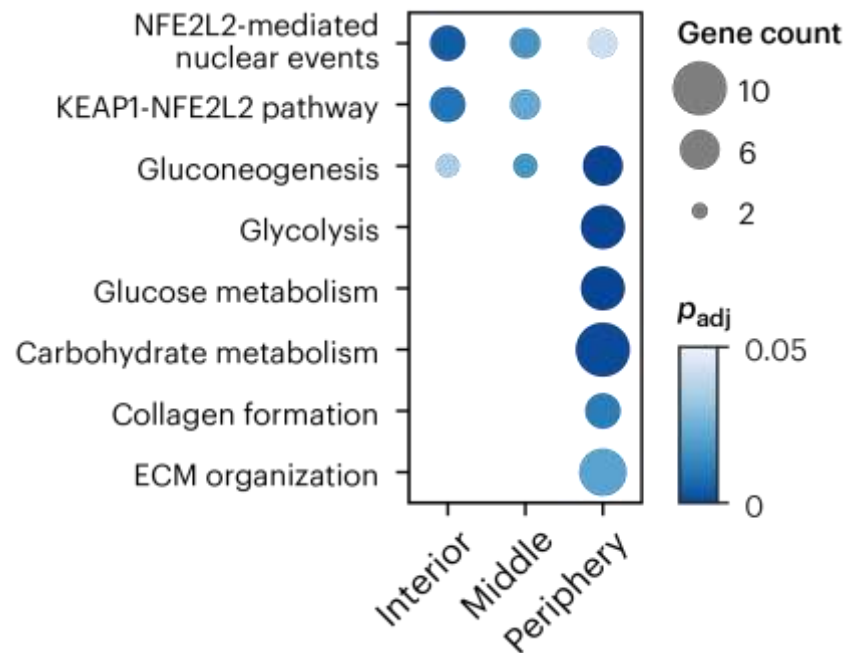 NFE2L2-mediated
nuclear events
KEAP1-NFE2L2 pathway
Gluconeogenesis
Glycolysis
Glucose metabolism
Carbohydrate metabolism
Collagen formation
ECM organization
Interior
Middle
Periphery
Gene count
10
6
2
padj
0.05
0